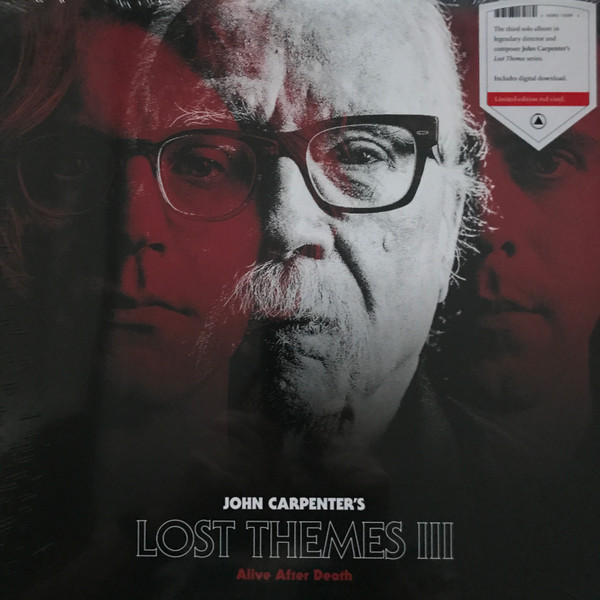 The third solo album in
legendary director and
composer John Carpenter's
Lost Themes series.
Includes digital download.
Limited-edition red vinyl.
JOHN CARPENTER'S
LOST THEMES III
Alive After Death